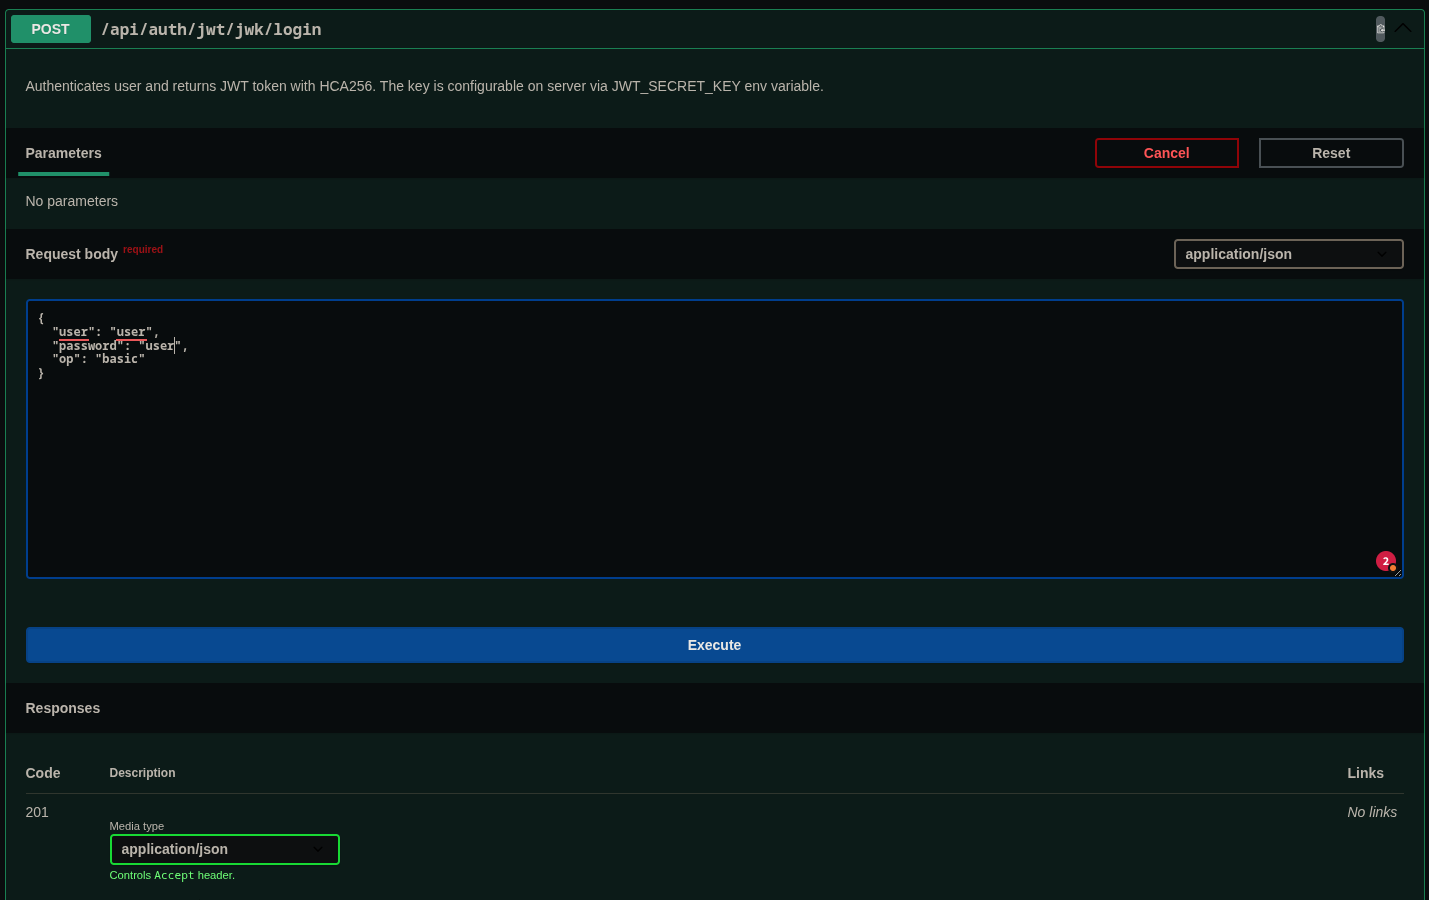 POST /api/auth/jwt/jwk/login
Authenticates user and returns JWT token with HCA256. The key is configurable on server via JWT_SECRET_KEY env variable.
Parameters
Cancel
Reset
No parameters
Request body required
application/json
{
  "user": "user",
  "password": "user",
  "op": "basic"
}
2
Execute
Responses
Code Description Links
201 No links
Media type
application/json
Controls Accept header.